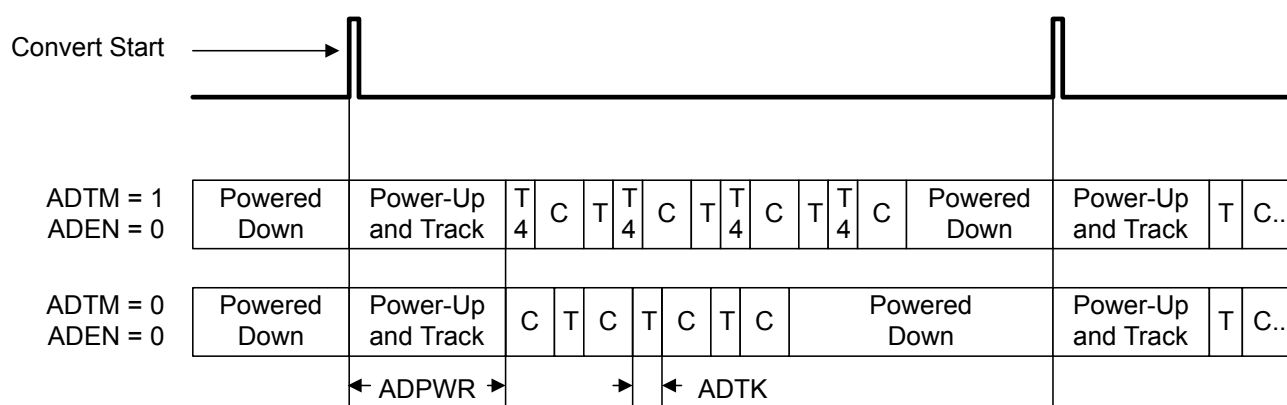 Convert Start
ADTM = 1
ADEN = 0
Powered
Down
Power-Up
and Track
T
4
C
T
T
4
C
T
T
4
C
T
T
4
C
Powered
Down
Power-Up
and Track
T
C..
ADTM = 0
ADEN = 0
Powered
Down
Power-Up
and Track
C
T
C
T
C
T
C
Powered
Down
Power-Up
and Track
T
C..
ADPWR
ADTK